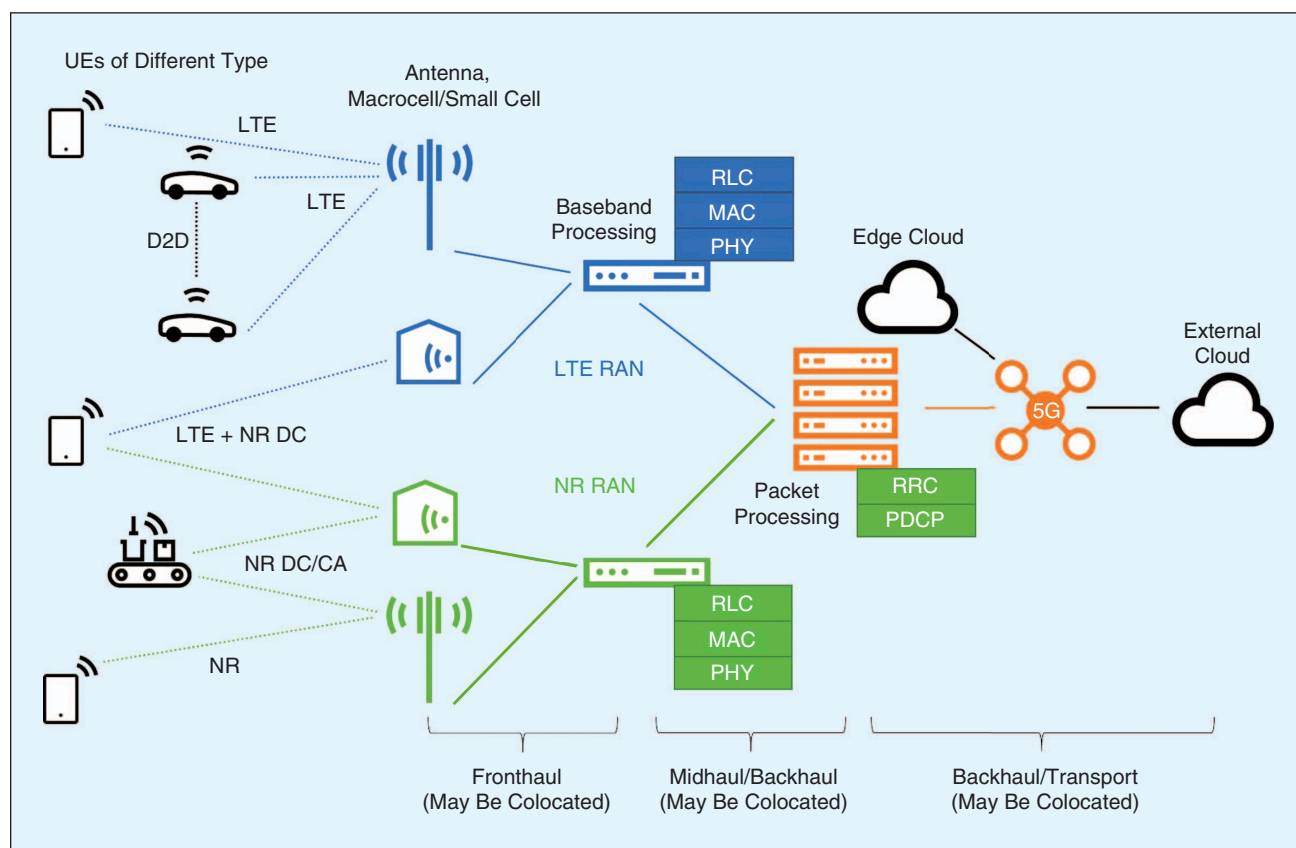 UEs of Different Type
Antenna,
Macrocell/Small Cell
LTE
LTE
D2D
Baseband
Processing
RLC
MAC
PHY
Edge Cloud
External
Cloud
LTE RAN
5G
LTE + NR DC
NR RAN
Packet
Processing
RRC
PDCP
NR DC/CA
RLC
MAC
PHY
NR
Fronthaul
(May Be Colocated)
Midhaul/Backhaul
(May Be Colocated)
Backhaul/Transport
(May Be Colocated)